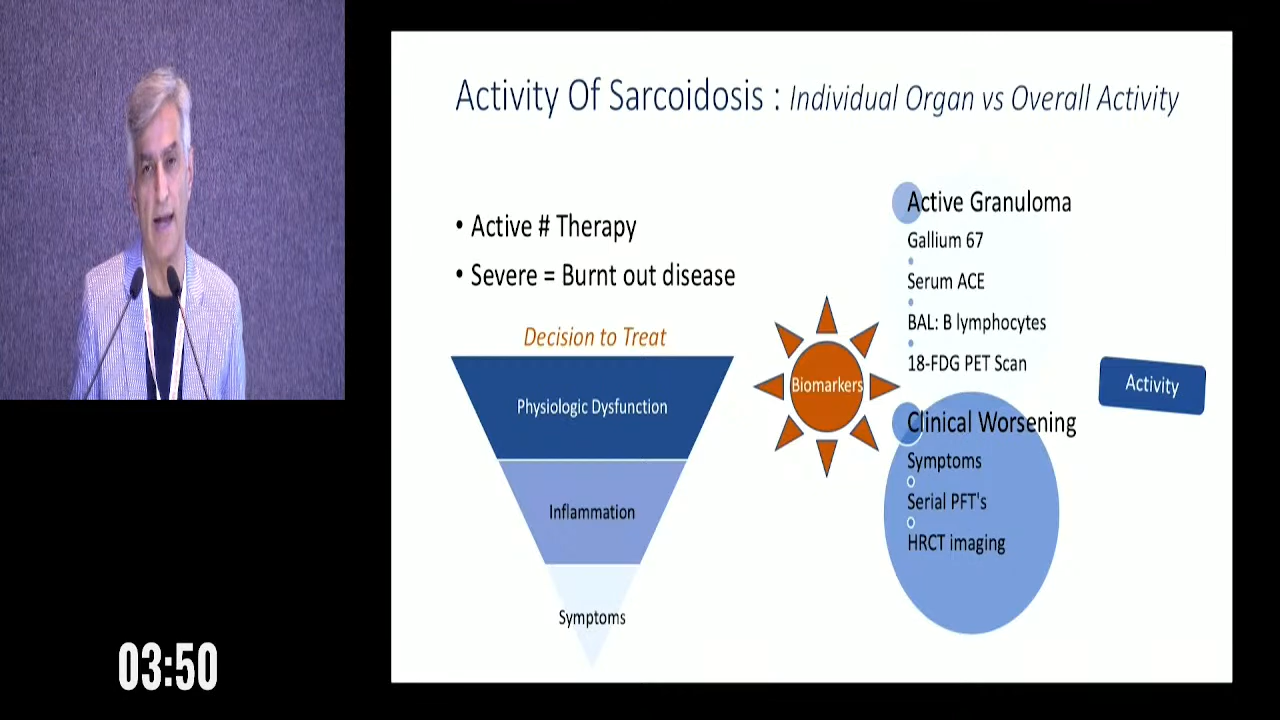 Activity Of Sarcoidosis : Individual Organ vs Overall Activity
• Active # Therapy
• Severe = Burnt out disease
Decision to Treat
Physiologic Dysfunction
Inflammation
Symptoms
Biomarkers
Active Granuloma
Gallium 67
Serum ACE
BAL: B lymphocytes
18-FDG PET Scan
Clinical Worsening
Symptoms
Serial PFT's
HRCT imaging
Activity
03:50